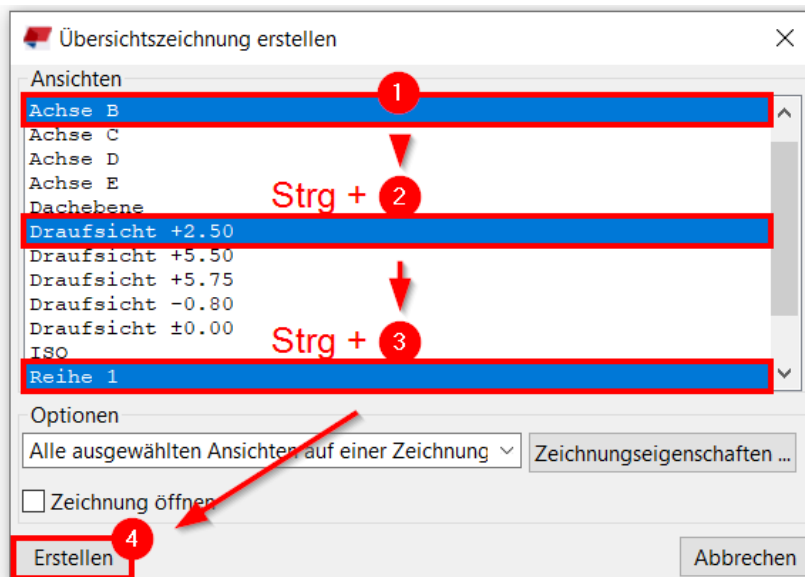 Übersichtszeichnung erstellen
Ansichten
Achse B
1
Achse C
Achse D
Achse E
Strg + 2
Dachebene
Draufsicht +2.50
Draufsicht +5.50
Draufsicht +5.75
Draufsicht -0.80
Draufsicht ±0.00
Strg + 3
ISO
Reihe 1
Optionen
Alle ausgewählten Ansichten auf einer Zeichnung
Zeichnungseigenschaften ...
Zeichnung öffnen
4
Erstellen
Abbrechen